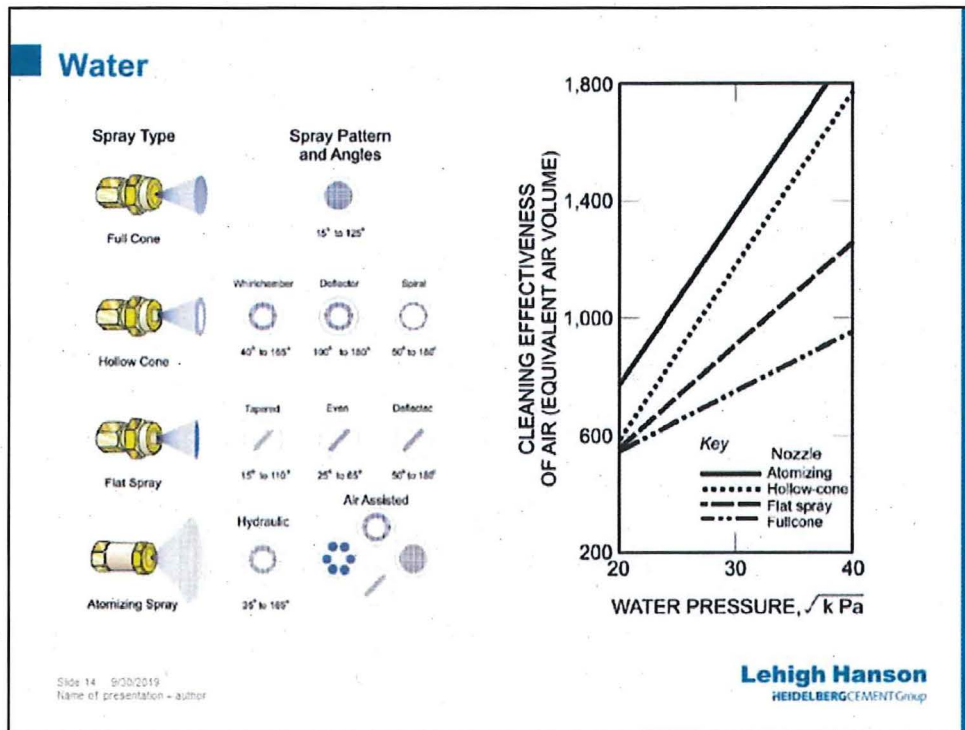 Water
Spray Type
Spray Pattern
and Angles
Full Cone
15° to 125°
Hollow Cone
Whirlchamber
Deflector
Spiral
40° to 165°
100° to 180°
50° to 180°
Flat Spray
Tapered
Even
Deflected
15° to 110°
25° to 65°
50° to 180°
Atomizing Spray
Hydraulic
Air Assisted
35° to 165°
CLEANING EFFECTIVENESS
OF AIR (EQUIVALENT AIR VOLUME)
1,800
1,400
1,000
600
200
20
30
40
WATER PRESSURE, √k Pa
Key
Nozzle
Atomizing
Hollow-cone
Flat spray
Fullcone
Slide 14 9/30/2019
Name of presentation – author
Lehigh Hanson
HEIDELBERGCEMENT Group